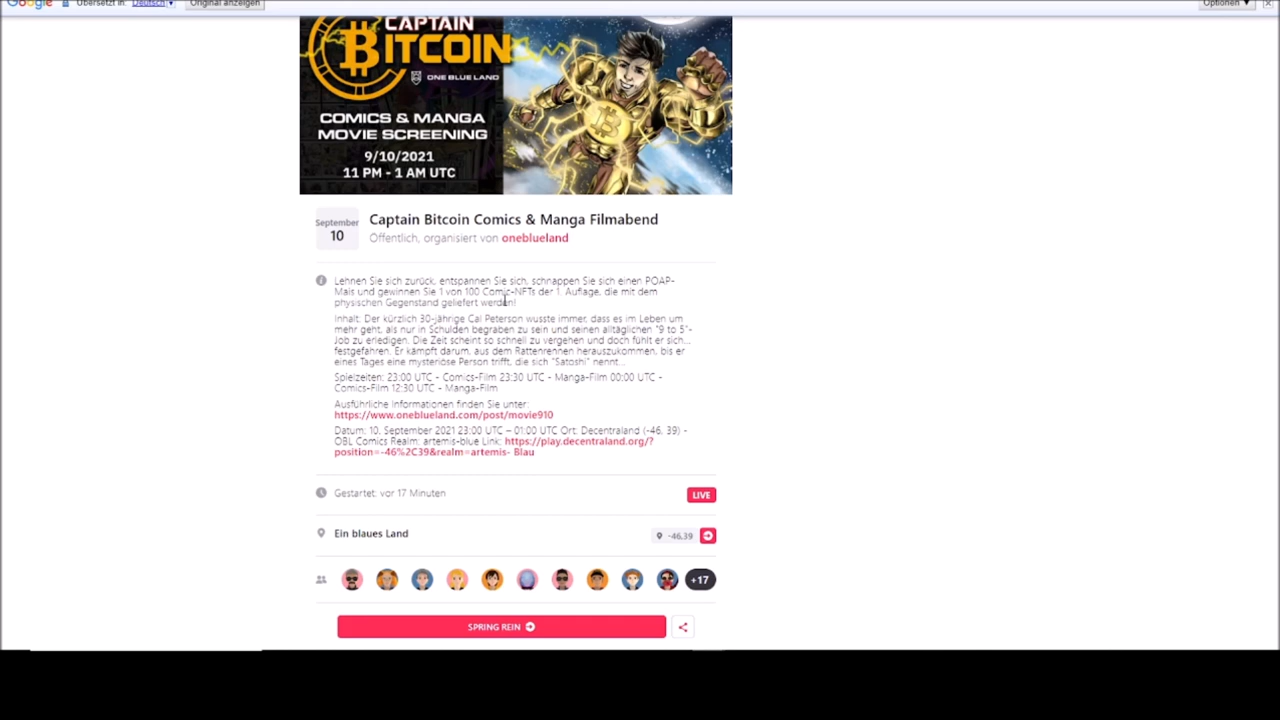 Google Übersetzt in: Deutsch Original anzeigen Optionen ▼
CAPTAIN
BITCOIN
ONE BLUE LAND
COMICS & MANGA
MOVIE SCREENING
9/10/2021
11 PM - 1 AM UTC
September
10
Captain Bitcoin Comics & Manga Filmabend
Öffentlich, organisiert von oneblueland
Lehnen Sie sich zurück, entspannen Sie sich, schnappen Sie sich einen POAP-
Mais und gewinnen Sie 1 von 100 Comic-NFTs der 1. Auflage, die mit dem
physischen Gegenstand geliefert werden!
Inhalt: Der kürzlich 30-jährige Cal Peterson wusste immer, dass es im Leben um
mehr geht, als nur in Schulden begraben zu sein und seinen alltäglichen "9 to 5"-
Job zu erledigen. Die Zeit scheint so schnell zu vergehen und doch fühlt er sich...
festgefahren. Er kämpft darum, aus dem Rattenrennen herauszukommen, bis er
eines Tages eine mysteriöse Person trifft, die sich "Satoshi" nennt...
Spielzeiten: 23:00 UTC - Comics-Film 23:30 UTC - Manga-Film 00:00 UTC -
Comics-Film 12:30 UTC - Manga-Film
Ausführliche Informationen finden Sie unter:
https://www.oneblueland.com/post/movie910
Datum: 10. September 2021 23:00 UTC – 01:00 UTC Ort: Decentraland (-46, 39) -
OBL Comics Realm: artemis-blue Link: https://play.decentraland.org/?
position=-46%2C39&realm=artemis- Blau
Gestartet: vor 17 Minuten
LIVE
Ein blaues Land
-46,39
+17
SPRING REIN